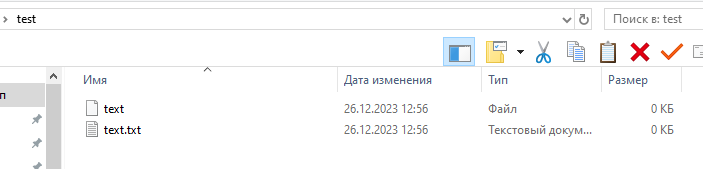 test
Поиск в: test
п
Имя Дата изменения Тип Размер
text 26.12.2023 12:56 Файл 0 КБ
text.txt 26.12.2023 12:56 Текстовый докум... 0 КБ